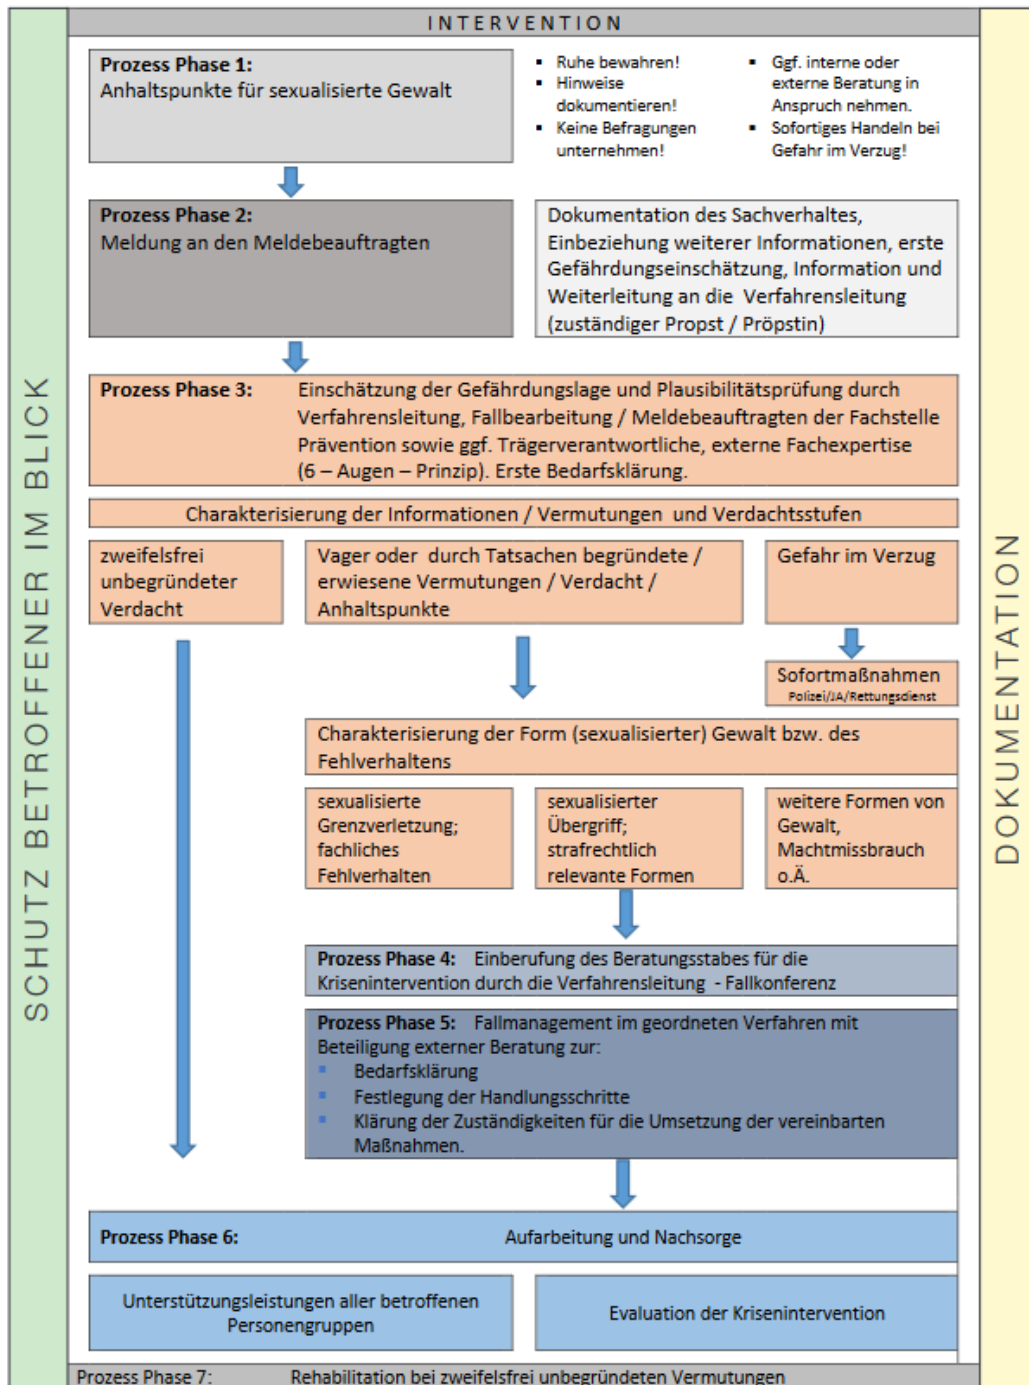 INTERVENTION
Prozess Phase 1:
Anhaltspunkte für sexualisierte Gewalt
▪ Ruhe bewahren!
▪ Hinweise
dokumentieren!
▪ Keine Befragungen
unternehmen!
▪ Ggf. interne oder
externe Beratung in
Anspruch nehmen.
▪ Sofortiges Handeln bei
Gefahr im Verzug!
Prozess Phase 2:
Meldung an den Meldebeauftragten
Dokumentation des Sachverhaltes,
Einbeziehung weiterer Informationen, erste
Gefährdungseinschätzung, Information und
Weiterleitung an die Verfahrensleitung
(zuständiger Propst / Pröpstin)
Prozess Phase 3: Einschätzung der Gefährdungslage und Plausibilitätsprüfung durch
Verfahrensleitung, Fallbearbeitung / Meldebeauftragten der Fachstelle
Prävention sowie ggf. Trägerverantwortliche, externe Fachexpertise
(6 – Augen – Prinzip). Erste Bedarfsklärung.
Charakterisierung der Informationen / Vermutungen und Verdachtsstufen
zweifelsfrei
unbegründeter
Verdacht
Vager oder durch Tatsachen begründete /
erwiesene Vermutungen / Verdacht /
Anhaltspunkte
Gefahr im Verzug
Sofortmaßnahmen
Polizei/JA/Rettungsdienst
Charakterisierung der Form (sexualisierter) Gewalt bzw. des
Fehlverhaltens
sexualisierte
Grenzverletzung;
fachliches
Fehlverhalten
sexualisierter
Übergriff;
strafrechtlich
relevante Formen
weitere Formen von
Gewalt,
Machtmissbrauch
o.Ä.
Prozess Phase 4: Einberufung des Beratungsstabes für die
Krisenintervention durch die Verfahrensleitung - Fallkonferenz
Prozess Phase 5: Fallmanagement im geordneten Verfahren mit
Beteiligung externer Beratung zur:
▪ Bedarfsklärung
▪ Festlegung der Handlungsschritte
▪ Klärung der Zuständigkeiten für die Umsetzung der vereinbarten
Maßnahmen.
Prozess Phase 6: Aufarbeitung und Nachsorge
Unterstützungsleistungen aller betroffenen
Personengruppen
Evaluation der Krisenintervention
Prozess Phase 7: Rehabilitation bei zweifelsfrei unbegründeten Vermutungen
SCHUTZ BETROFFENER IM BLICK
DOKUMENTATION